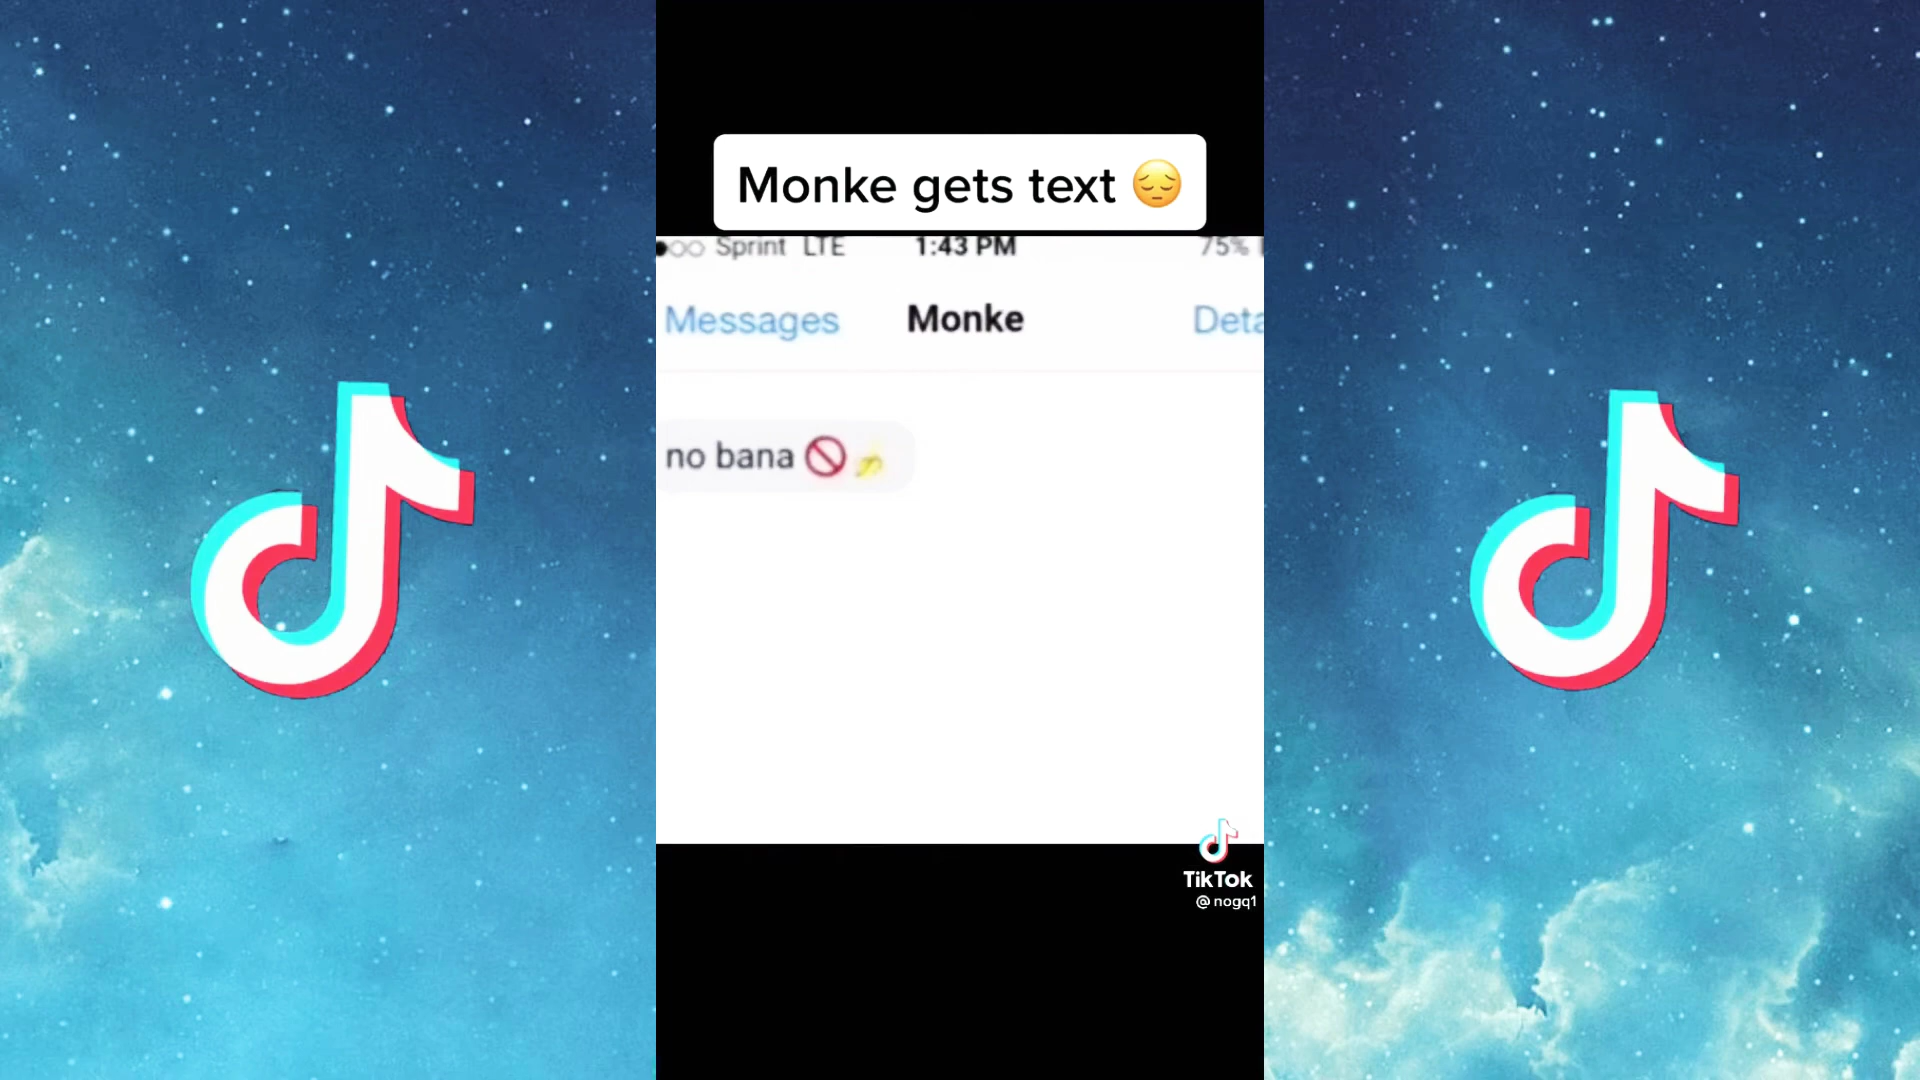 Monke gets text 😔
Sprint LTE 1:43 PM 75%
Messages Monke Deta
no bana 🚫🍌
TikTok
@nogq1